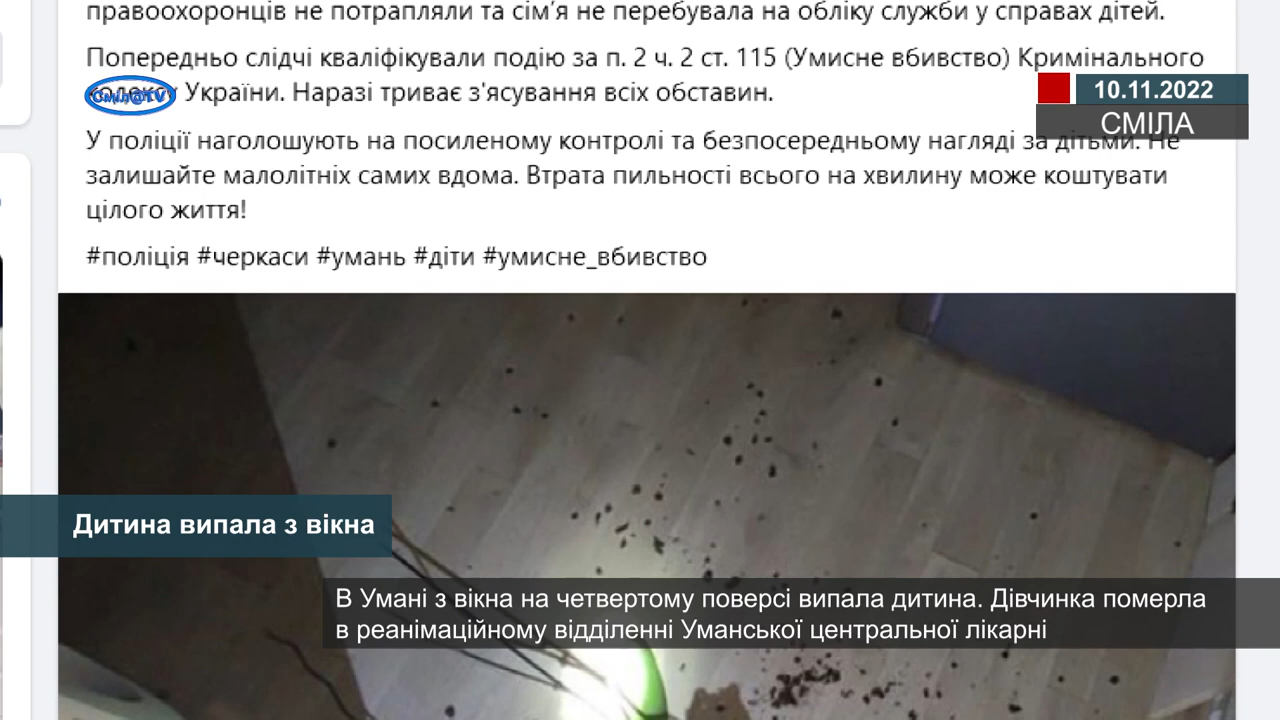 правоохоронців не потрапляли та сім’я не перебувала на обліку служби у справах дітей.
Попередньо слідчі кваліфікували подію за п. 2 ч. 2 ст. 115 (Умисне вбивство) Кримінального
кодексу України. Наразі триває з'ясування всіх обставин.
Сміл@TV
10.11.2022
СМІЛА
У поліції наголошують на посиленому контролі та безпосередньому нагляді за дітьми. Не
залишайте малолітніх самих вдома. Втрата пильності всього на хвилину може коштувати
цілого життя!
#поліція #черкаси #умань #діти #умисне_вбивство
Дитина випала з вікна
В Умані з вікна на четвертому поверсі випала дитина. Дівчинка померла
в реанімаційному відділенні Уманської центральної лікарні